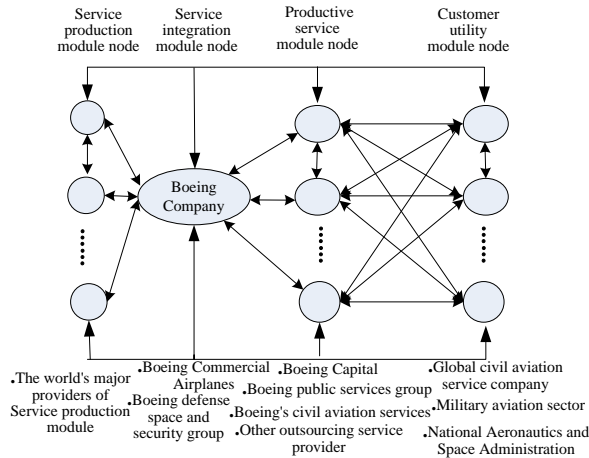 Service
production
module node
Service
integration
module node
Productive
service
module node
Customer
utility
module node
Boeing
Company
.The world's major
providers of
Service production
module
.Boeing Commercial
Airplanes
.Boeing defense
space and
security group
.Boeing Capital
.Boeing public services group
.Boeing's civil aviation services
.Other outsourcing service
provider
.Global civil aviation
service company
.Military aviation sector
.National Aeronautics and
Space Administration